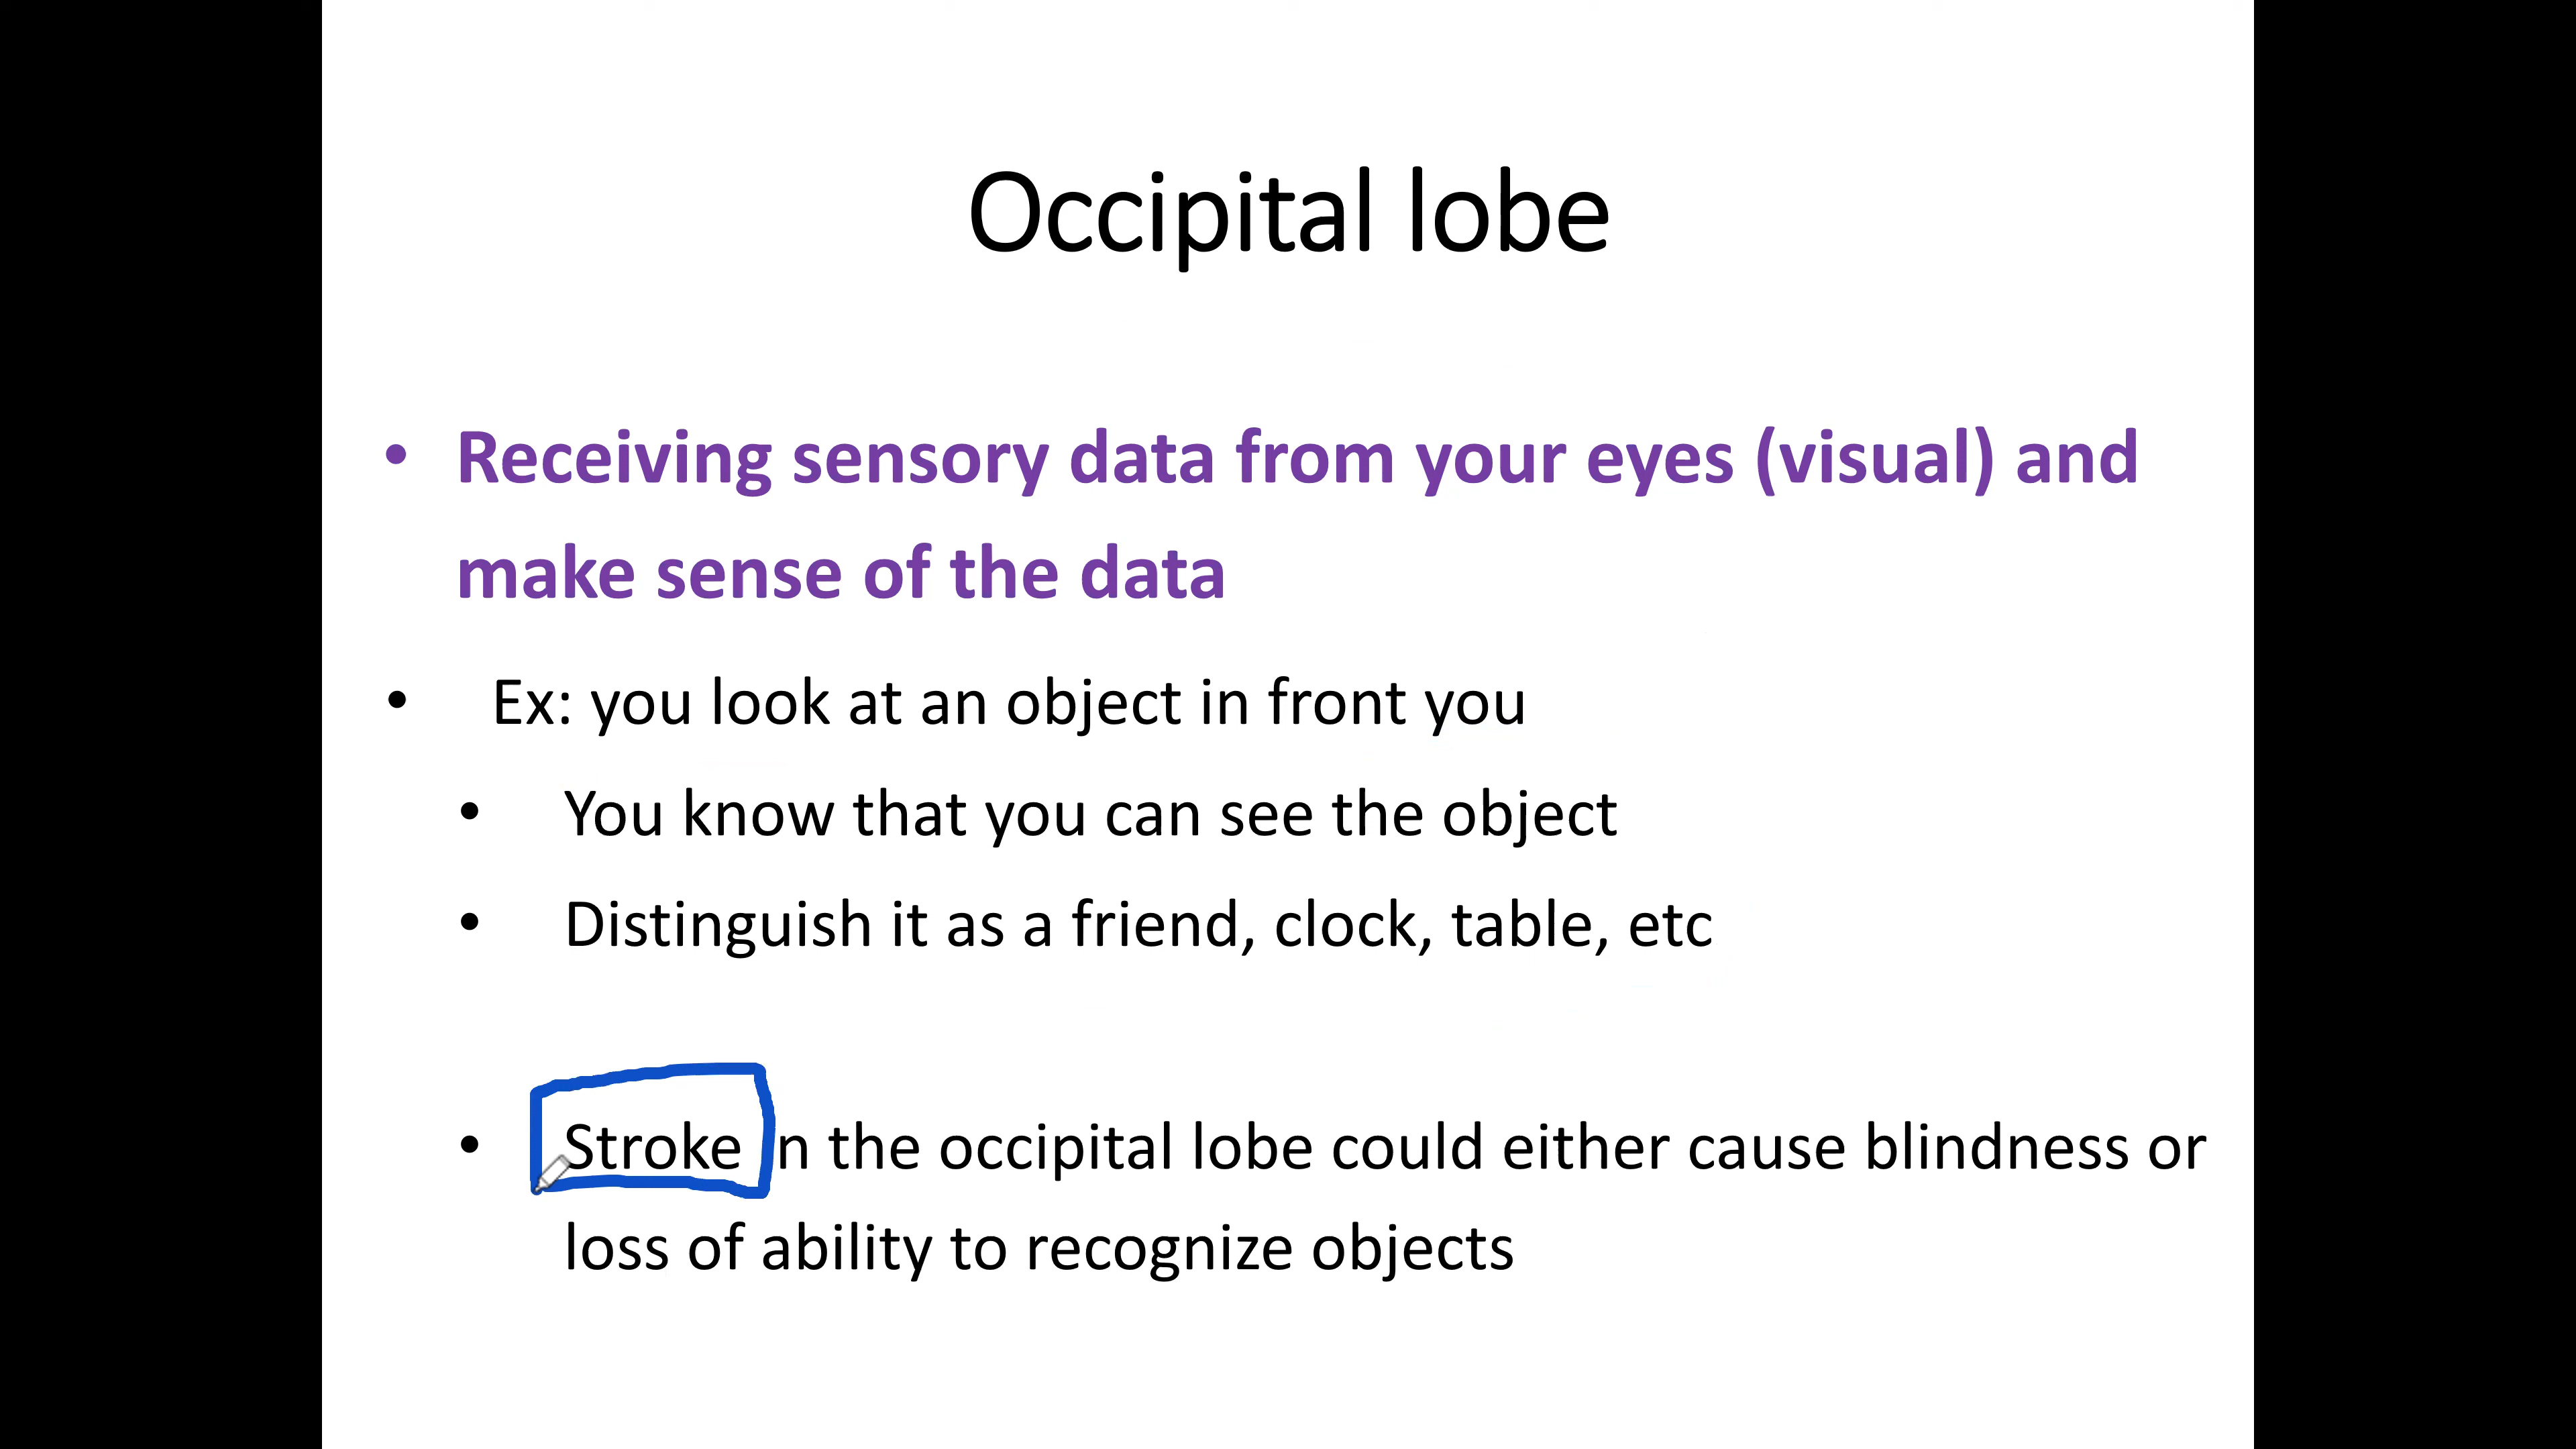 Occipital lobe
• Receiving sensory data from your eyes (visual) and
make sense of the data
• Ex: you look at an object in front you
• You know that you can see the object
• Distinguish it as a friend, clock, table, etc
• Stroke in the occipital lobe could either cause blindness or
loss of ability to recognize objects